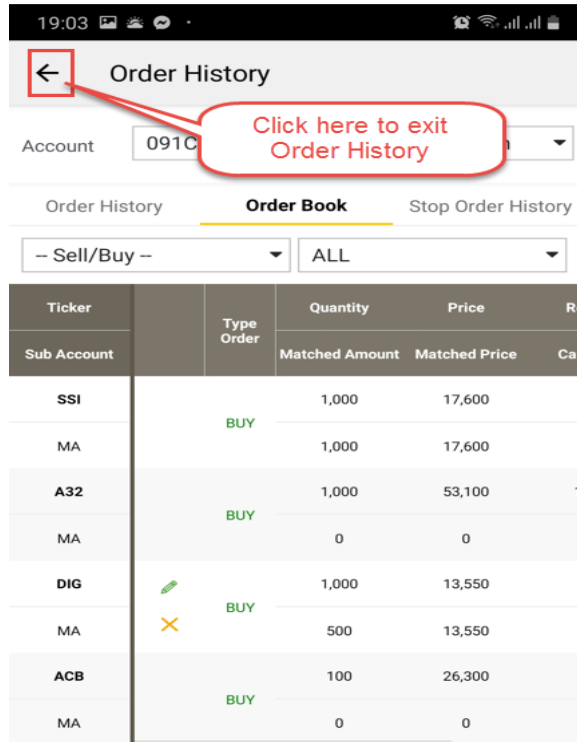 19:03
Order History
Click here to exit
Order History
Account 091C
Order History Order Book Stop Order History
-- Sell/Buy -- ALL
Ticker Type Order Quantity Price
Sub Account Matched Amount Matched Price
SSI BUY 1,000 17,600
MA 1,000 17,600
A32 BUY 1,000 53,100
MA 0 0
DIG BUY 1,000 13,550
MA 500 13,550
ACB BUY 100 26,300
MA 0 0